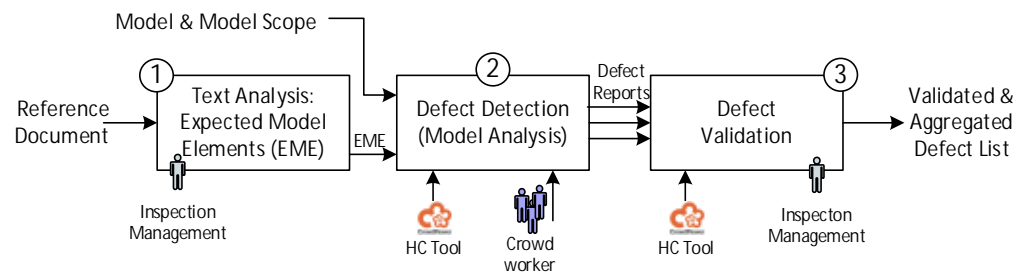 Model & Model Scope
1
2
3
Reference
Document
Text Analysis:
Expected Model
Elements (EME)
EME
Defect Detection
(Model Analysis)
Defect
Reports
Defect
Validation
Validated &
Aggregated
Defect List
Inspection
Management
HC Tool
Crowd
worker
HC Tool
Inspecton
Management